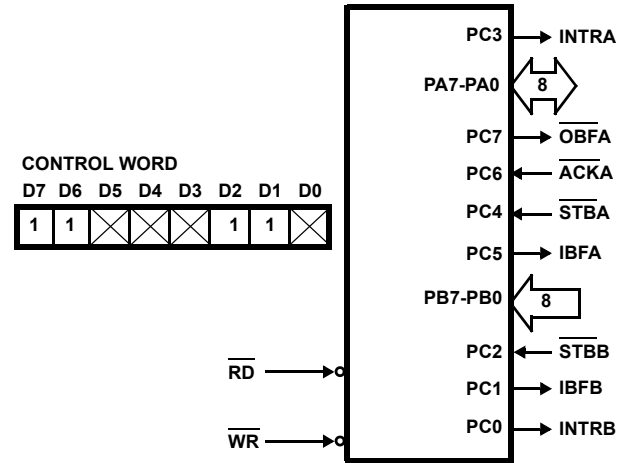 PC3 INTRA
PA7-PA0 8
PC7 OBFA
CONTROL WORD
PC6 ACKA
D7 D6 D5 D4 D3 D2 D1 D0
1 1 1 1
PC4 STBA
PC5 IBFA
PB7-PB0 8
PC2 STBB
RD
PC1 IBFB
PC0 INTRB
WR